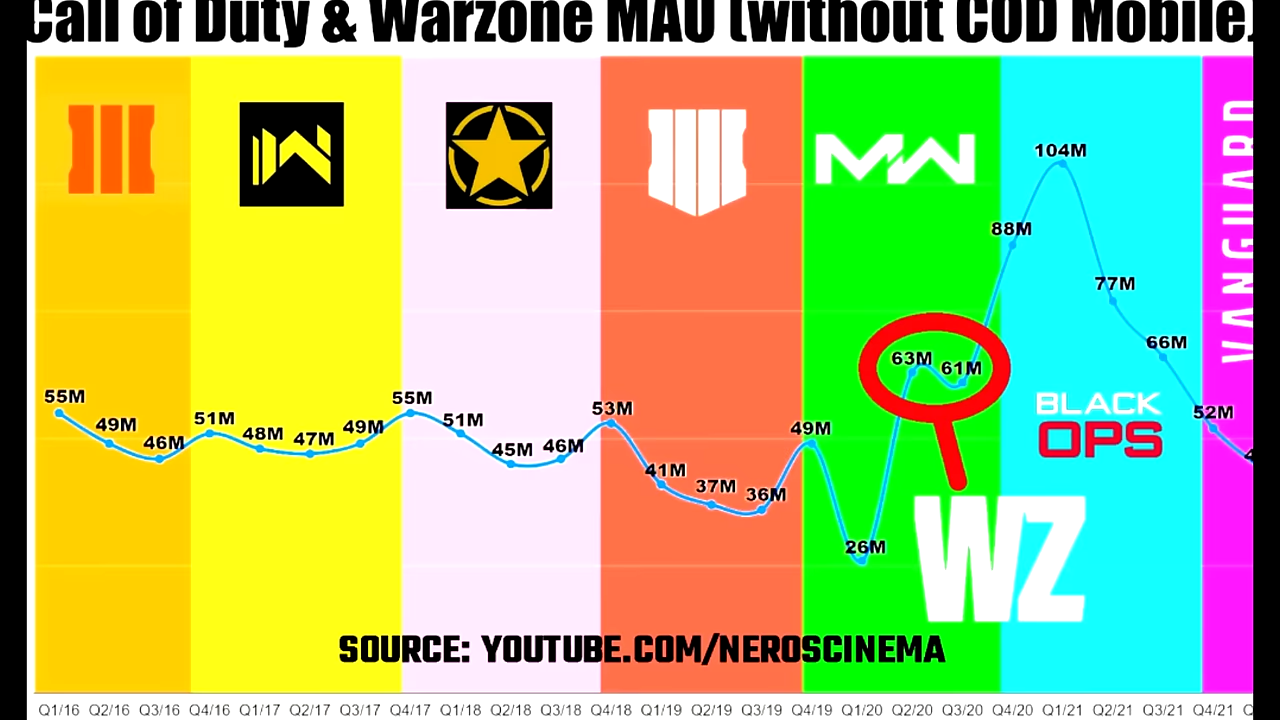 Call of Duty & Warzone MAU (without COD Mobile)
III
IW
IIII
MW
VANGUARD
104M
88M
77M
63M
61M
66M
55M
49M
46M
51M
48M
47M
49M
55M
51M
45M
46M
53M
41M
37M
36M
49M
26M
52M
BLACK
OPS
WZ
SOURCE: YOUTUBE.COM/NEROSCINEMA
Q1/16 Q2/16 Q3/16 Q4/16 Q1/17 Q2/17 Q3/17 Q4/17 Q1/18 Q2/18 Q3/18 Q4/18 Q1/19 Q2/19 Q3/19 Q4/19 Q1/20 Q2/20 Q3/20 Q4/20 Q1/21 Q2/21 Q3/21 Q4/21